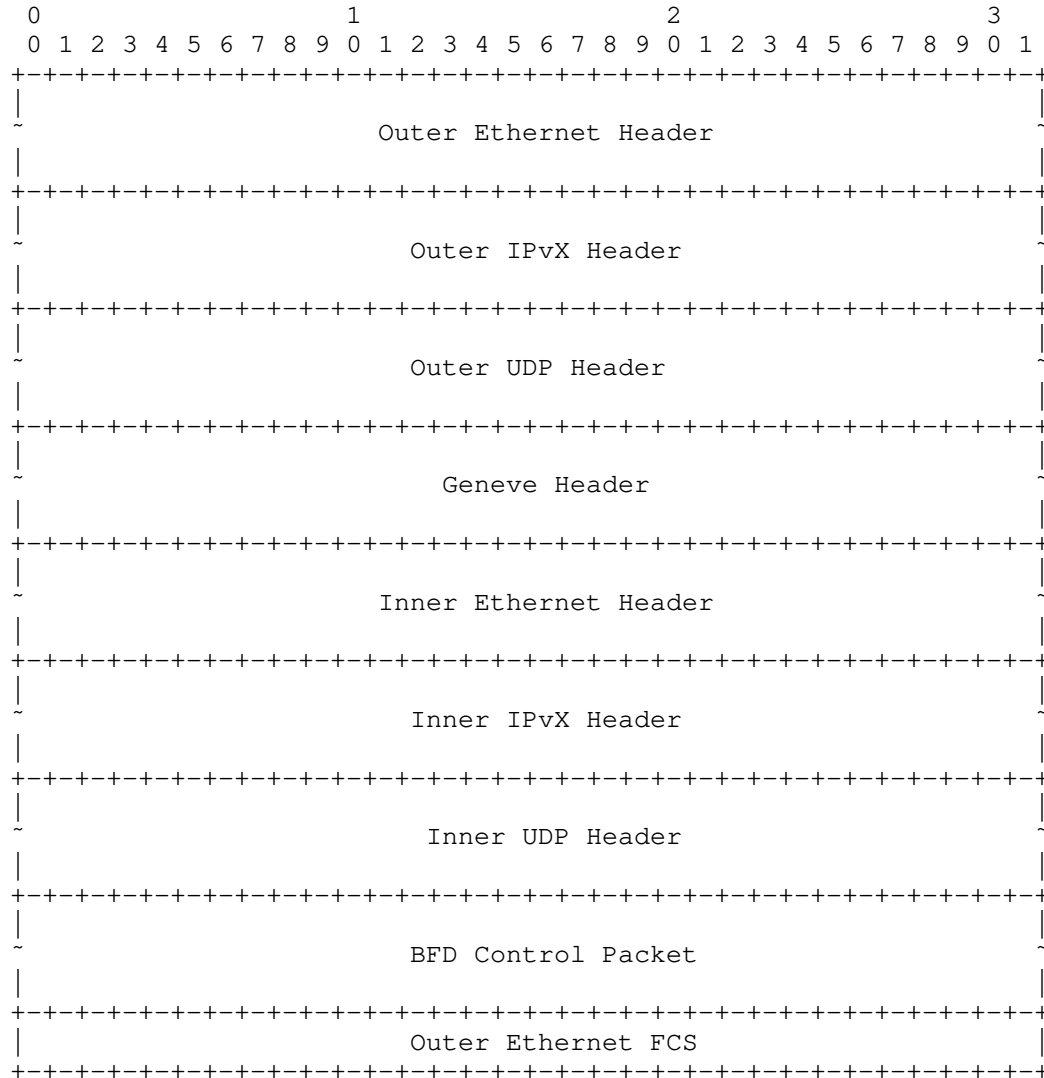 0                   1                   2                   3
 0 1 2 3 4 5 6 7 8 9 0 1 2 3 4 5 6 7 8 9 0 1 2 3 4 5 6 7 8 9 0 1
+-+-+-+-+-+-+-+-+-+-+-+-+-+-+-+-+-+-+-+-+-+-+-+-+-+-+-+-+-+-+-+-+
|                                                               |
~                      Outer Ethernet Header                    ~
|                                                               |
+-+-+-+-+-+-+-+-+-+-+-+-+-+-+-+-+-+-+-+-+-+-+-+-+-+-+-+-+-+-+-+-+
|                                                               |
~                        Outer IPvX Header                      ~
|                                                               |
+-+-+-+-+-+-+-+-+-+-+-+-+-+-+-+-+-+-+-+-+-+-+-+-+-+-+-+-+-+-+-+-+
|                                                               |
~                        Outer UDP Header                       ~
|                                                               |
+-+-+-+-+-+-+-+-+-+-+-+-+-+-+-+-+-+-+-+-+-+-+-+-+-+-+-+-+-+-+-+-+
|                                                               |
~                          Geneve Header                        ~
|                                                               |
+-+-+-+-+-+-+-+-+-+-+-+-+-+-+-+-+-+-+-+-+-+-+-+-+-+-+-+-+-+-+-+-+
|                                                               |
~                      Inner Ethernet Header                    ~
|                                                               |
+-+-+-+-+-+-+-+-+-+-+-+-+-+-+-+-+-+-+-+-+-+-+-+-+-+-+-+-+-+-+-+-+
|                                                               |
~                        Inner IPvX Header                      ~
|                                                               |
+-+-+-+-+-+-+-+-+-+-+-+-+-+-+-+-+-+-+-+-+-+-+-+-+-+-+-+-+-+-+-+-+
|                                                               |
~                         Inner UDP Header                      ~
|                                                               |
+-+-+-+-+-+-+-+-+-+-+-+-+-+-+-+-+-+-+-+-+-+-+-+-+-+-+-+-+-+-+-+-+
|                                                               |
~                        BFD Control Packet                     ~
|                                                               |
+-+-+-+-+-+-+-+-+-+-+-+-+-+-+-+-+-+-+-+-+-+-+-+-+-+-+-+-+-+-+-+-+
|                        Outer Ethernet FCS                     |
+-+-+-+-+-+-+-+-+-+-+-+-+-+-+-+-+-+-+-+-+-+-+-+-+-+-+-+-+-+-+-+-+